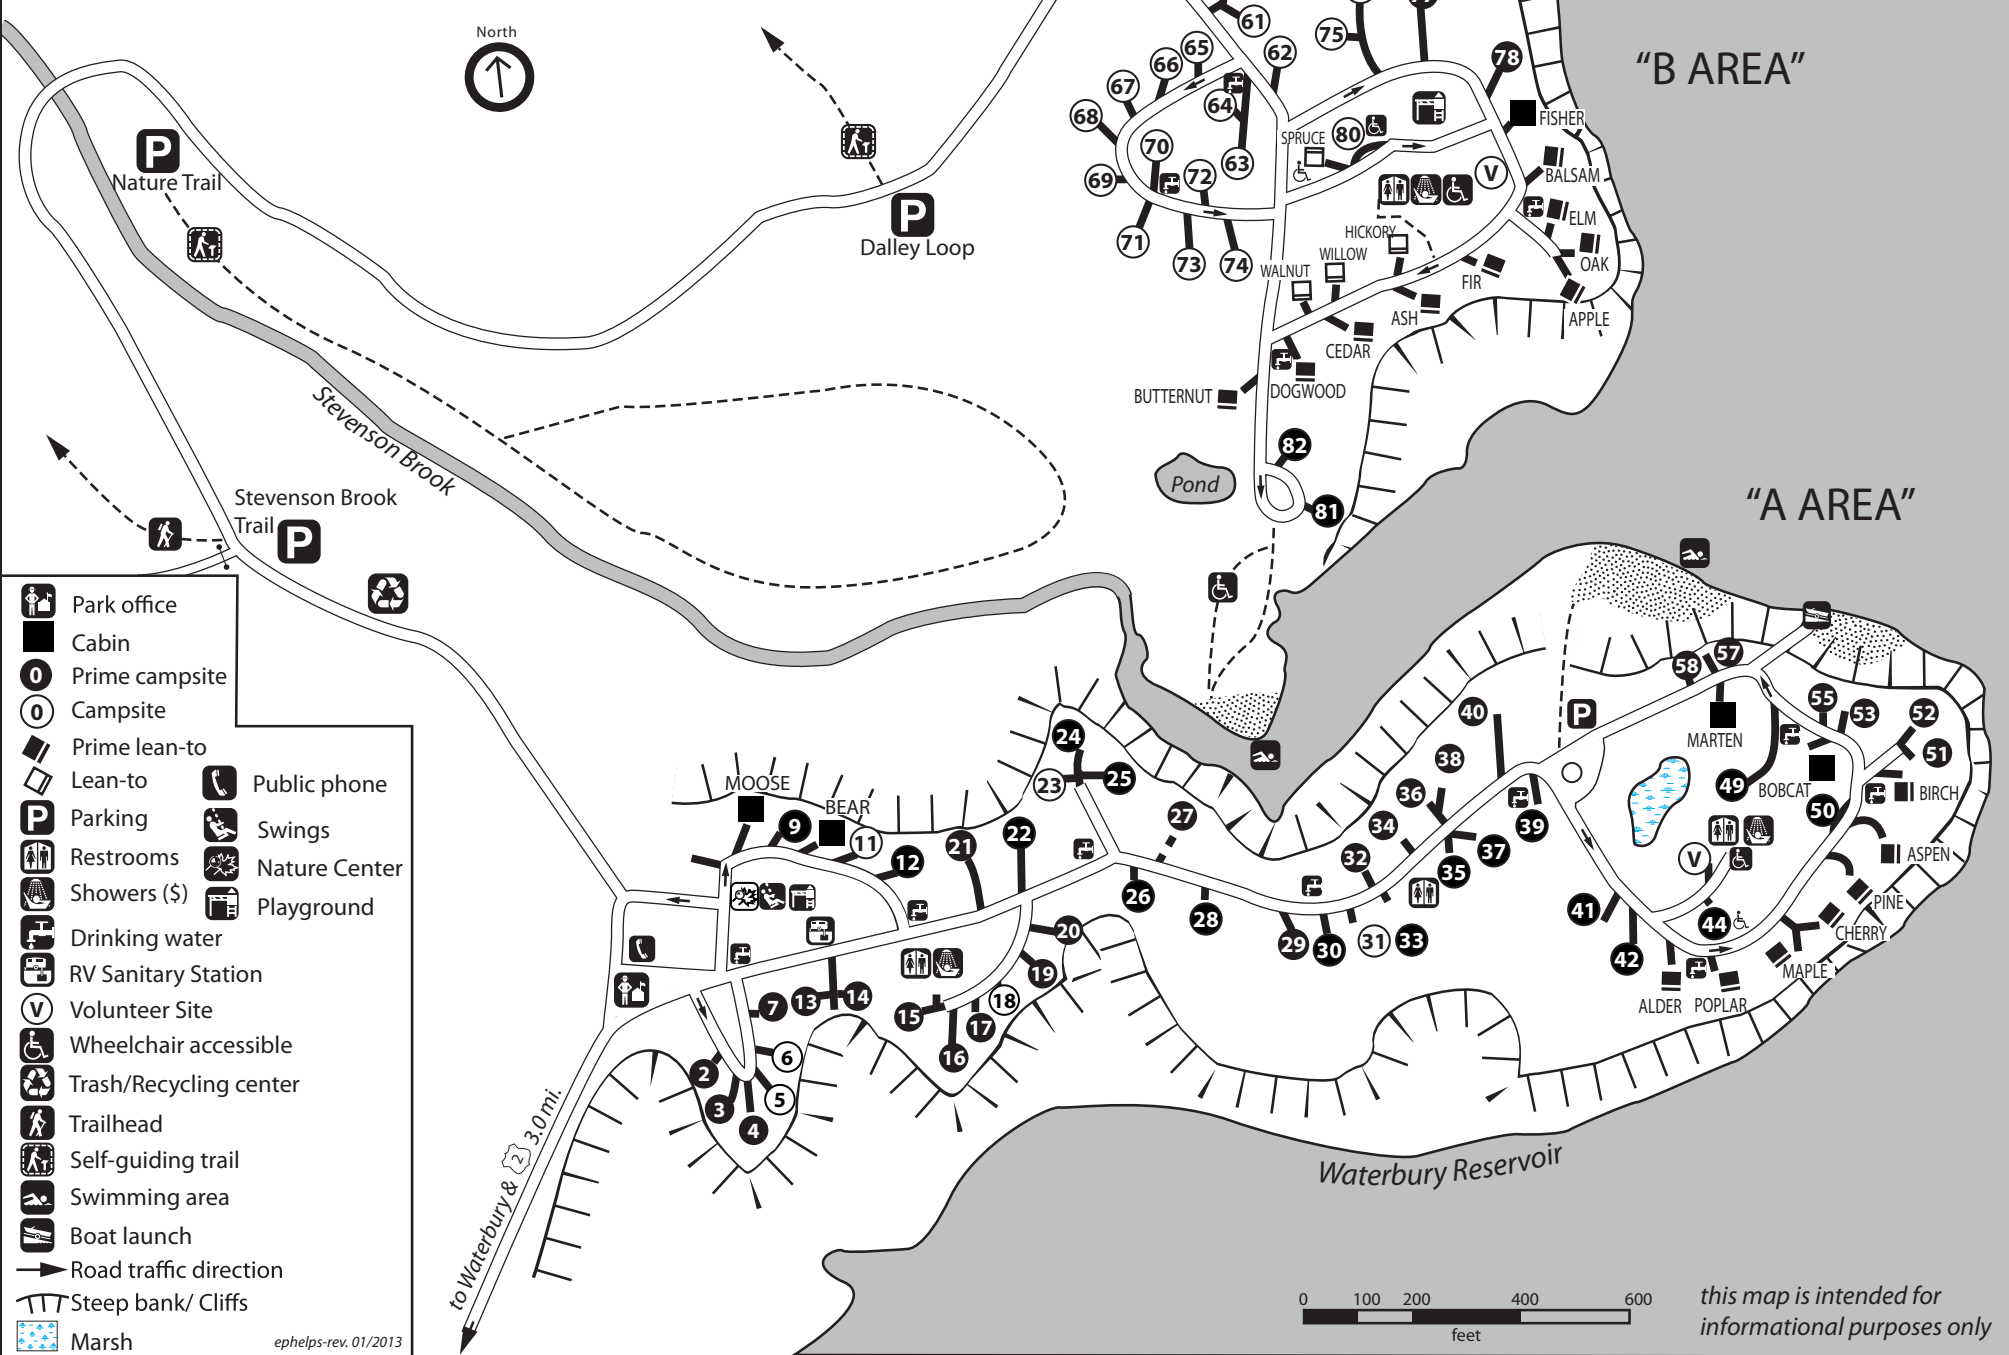 North
"B AREA"
"A AREA"
61
75
65
62
66
78
67
64
68
FISHER
SPRUCE
80
70
63
BALSAM
V
69
72
P
Nature Trail
ELM
P
Dalley Loop
71
HICKORY
73
74
WILLOW
OAK
WALNUT
FIR
ASH
APPLE
CEDAR
BUTTERNUT
DOGWOOD
Stevenson Brook
82
Pond
81
Stevenson Brook
Trail
P
58
57
40
P
55
53
52
MARTEN
24
38
51
23
25
49
BOBCAT
BIRCH
MOOSE
36
50
BEAR
9
27
34
39
11
22
21
37
V
ASPEN
12
32
35
26
PINE
28
41
44
CHERRY
20
29
30
31
33
42
19
MAPLE
18
ALDER
POPLAR
7
13
14
15
17
16
6
2
5
3
4
to Waterbury & 2 3.0 mi.
Waterbury Reservoir
Park office
Cabin
0 Prime campsite
0 Campsite
Prime lean-to
Lean-to
P Parking
Restrooms
Showers ($)
Drinking water
RV Sanitary Station
V Volunteer Site
Wheelchair accessible
Trash/Recycling center
Trailhead
Self-guiding trail
Swimming area
Boat launch
Road traffic direction
Steep bank/ Cliffs
Marsh
Public phone
Swings
Nature Center
Playground
ephelps-rev. 01/2013
0 100 200 400 600
feet
this map is intended for
informational purposes only